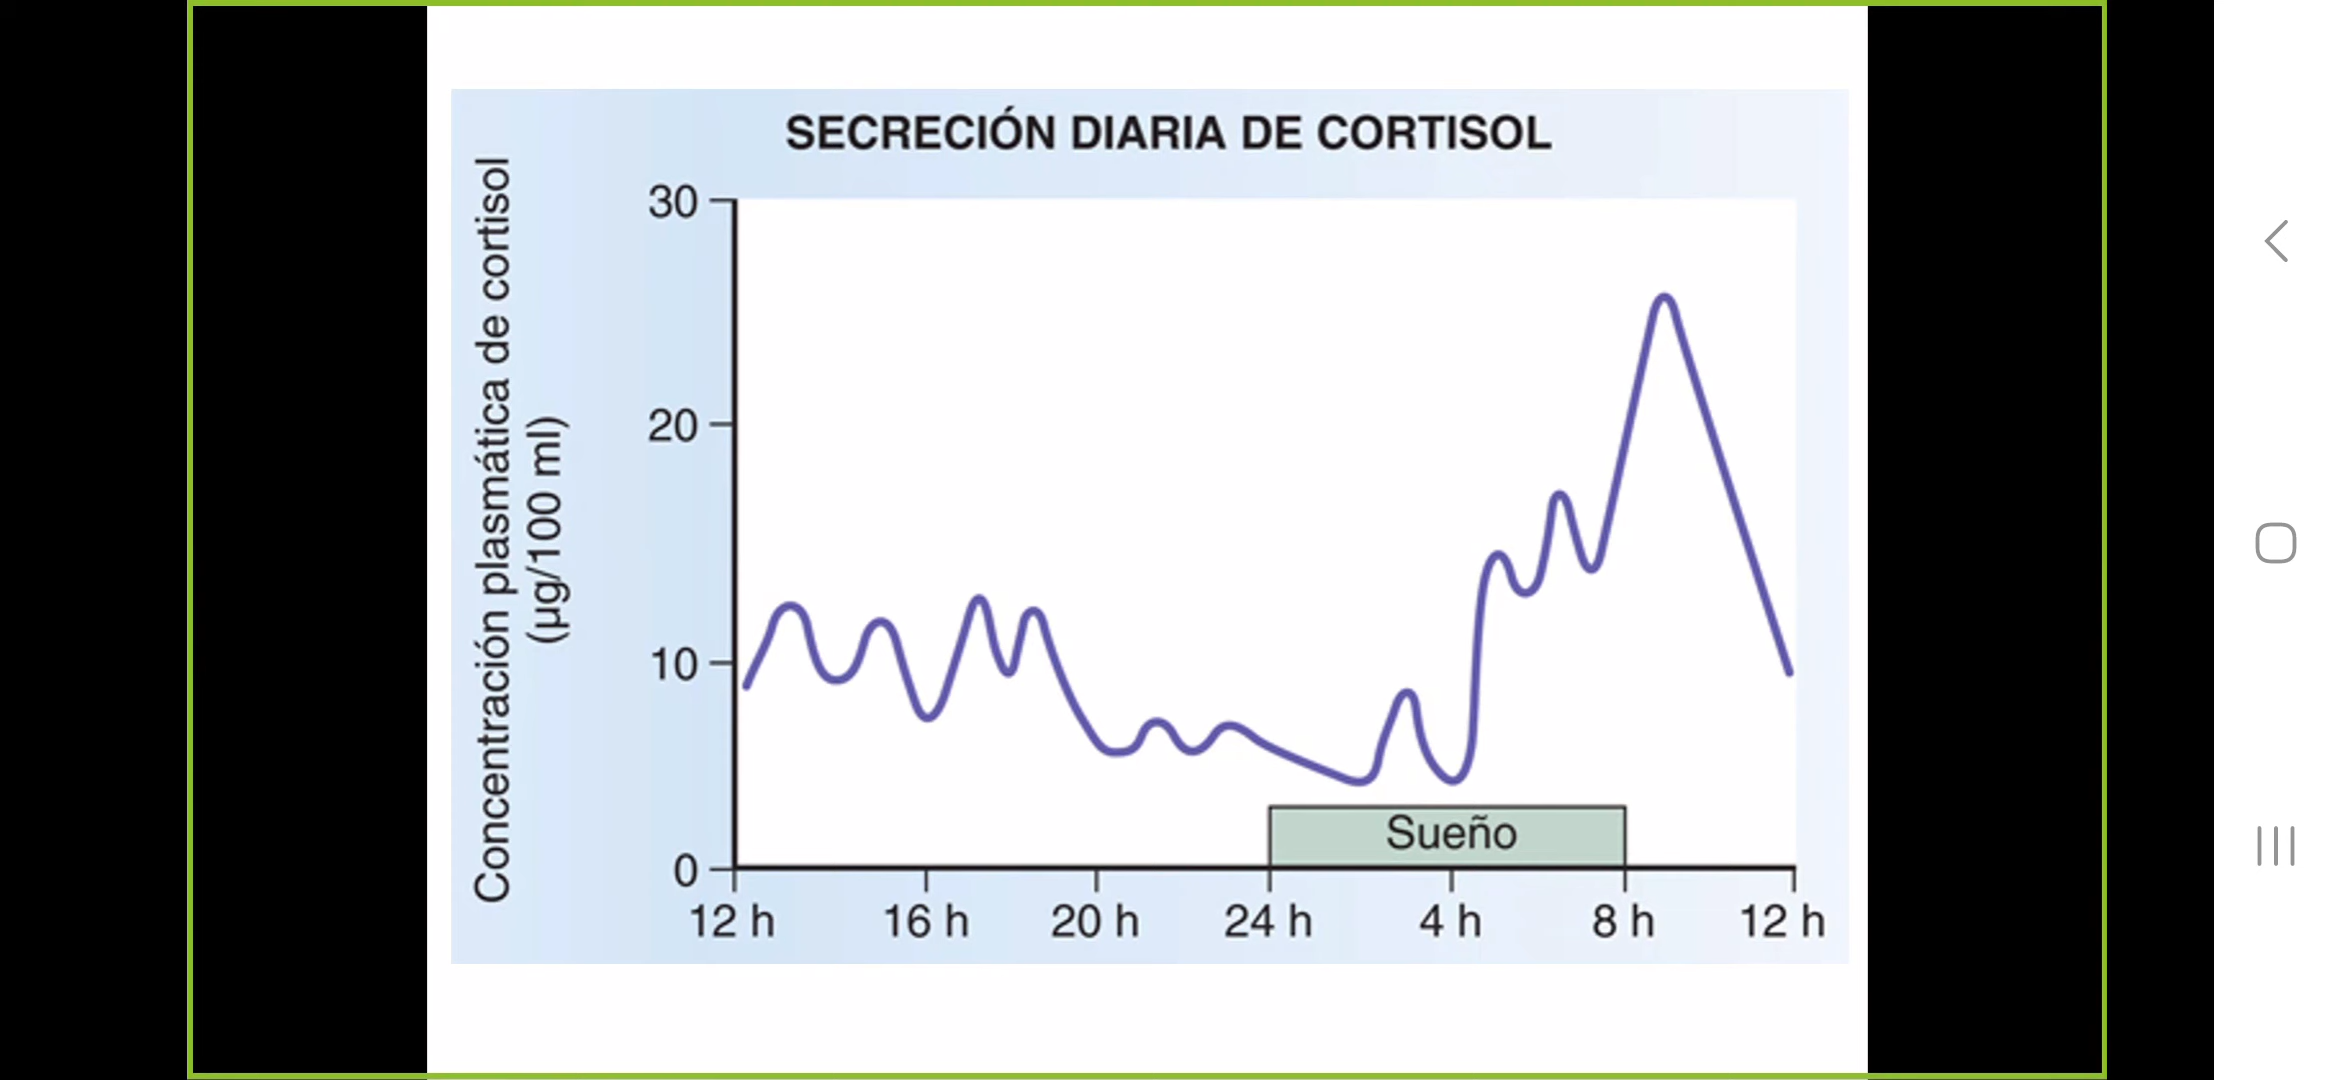 SECRECIÓN DIARIA DE CORTISOL
Concentración plasmática de cortisol
(µg/100 ml)
30
20
10
0
Sueño
12 h
16 h
20 h
24 h
4 h
8 h
12 h